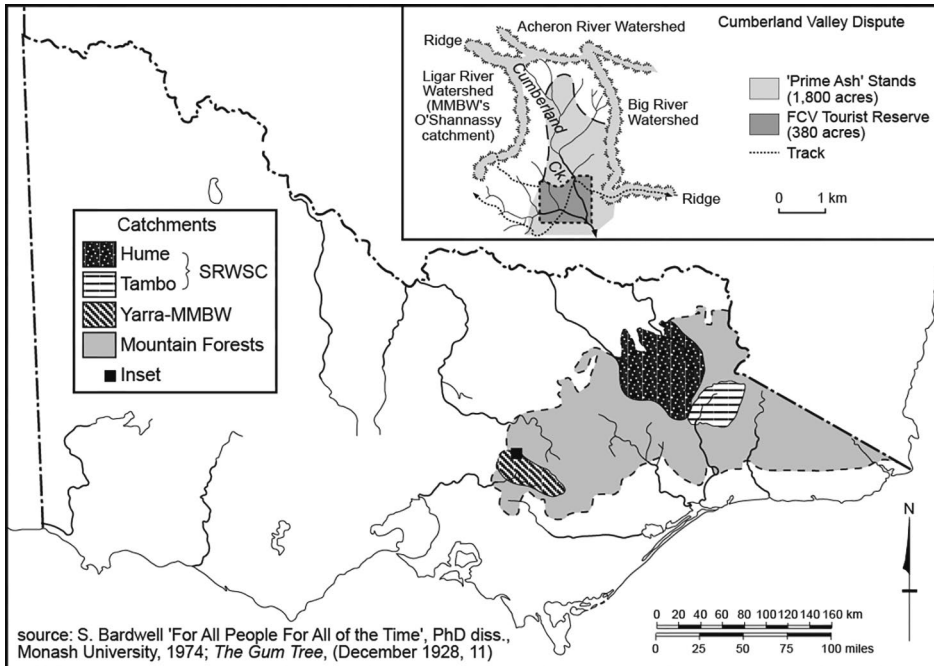 Cumberland Valley Dispute
Acheron River Watershed
Ridge
Ligar River
Watershed
(MMBW's
O'Shannassy
catchment)
Cumberland
Ck.
Big River
Watershed
Ridge
'Prime Ash' Stands
(1,800 acres)
FCV Tourist Reserve
(380 acres)
Track
0 1 km
Catchments
Hume
Tambo
SRWSC
Yarra-MMBW
Mountain Forests
Inset
N
0 20 40 60 80 100 120 140 160 km
0 25 50 75 100 miles
source: S. Bardwell 'For All People For All of the Time', PhD diss.,
Monash University, 1974; The Gum Tree, (December 1928, 11)